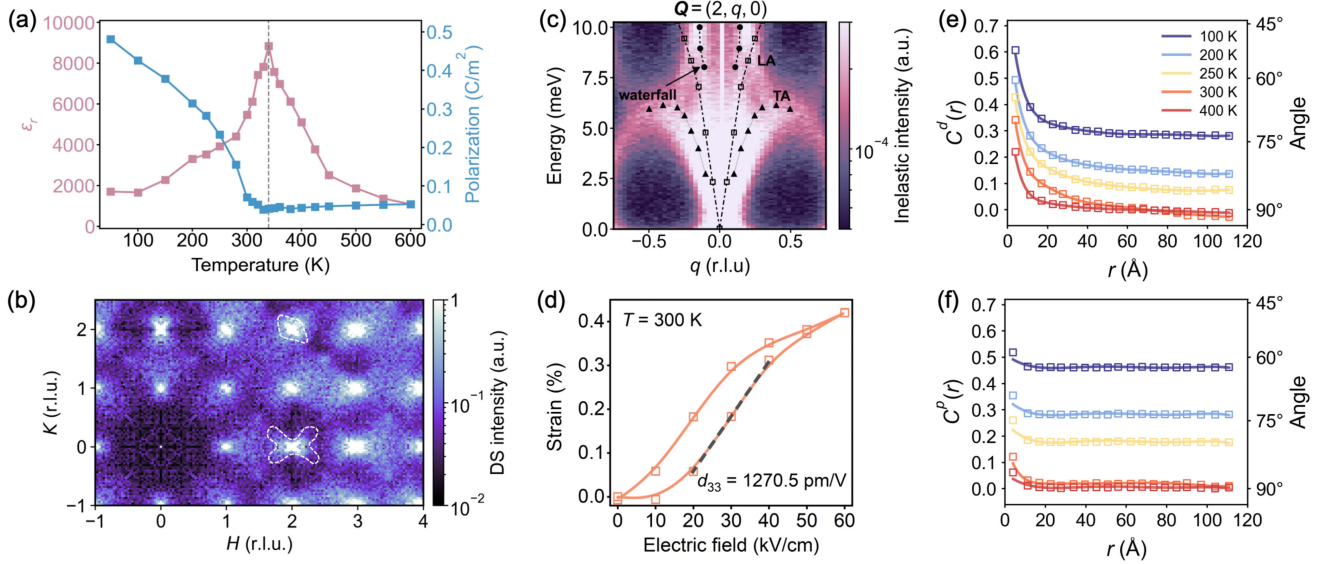 (a)
10000
8000
6000
4000
2000
0
εr
0.5
0.4
0.3
0.2
0.1
0.0
Polarization (C/m²)
100 200 300 400 500 600
Temperature (K)
(b)
2
1
0
−1
K (r.l.u.)
−1 0 1 2 3 4
H (r.l.u.)
1
10⁻¹
10⁻²
DS intensity (a.u.)
(c)
Q = (2, q, 0)
10.0
7.5
5.0
2.5
0.0
Energy (meV)
waterfall
LA
TA
−0.5 0.0 0.5
q (r.l.u)
10⁻⁴
Inelastic intensity (a.u.)
(d)
T = 300 K
0.4
0.2
0.0
Strain (%)
d33 = 1270.5 pm/V
0 10 20 30 40 50 60
Electric field (kV/cm)
(e)
0.7
0.6
0.5
0.4
0.3
0.2
0.1
0.0
Cᵈ(r)
100 K
200 K
250 K
300 K
400 K
45°
60°
75°
90°
Angle
0 20 40 60 80 100 120
r (Å)
(f)
0.7
0.6
0.5
0.4
0.3
0.2
0.1
0.0
Cᵖ(r)
45°
60°
75°
90°
Angle
0 20 40 60 80 100 120
r (Å)